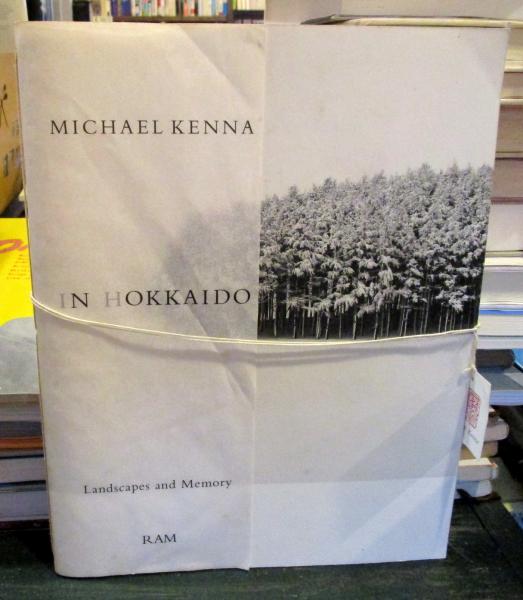 MICHAEL KENNA
IN HOKKAIDO
Landscapes and Memory
RAM